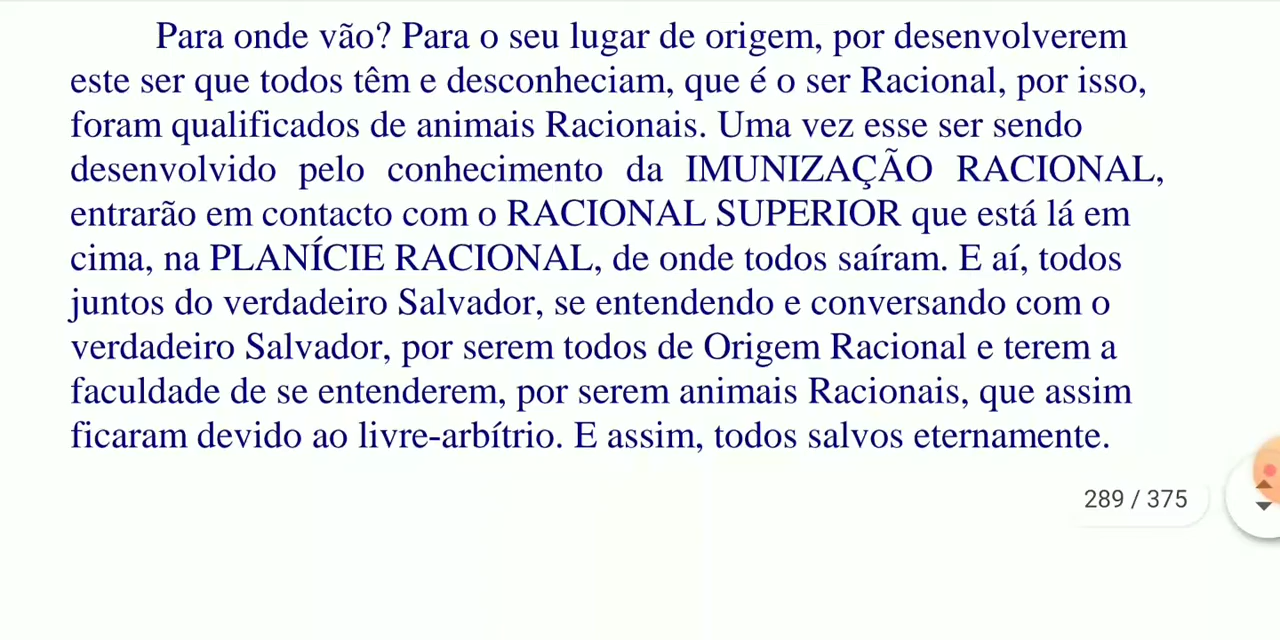 Para onde vão? Para o seu lugar de origem, por desenvolverem
este ser que todos têm e desconheciam, que é o ser Racional, por isso,
foram qualificados de animais Racionais. Uma vez esse ser sendo
desenvolvido pelo conhecimento da IMUNIZAÇÃO RACIONAL,
entrarão em contacto com o RACIONAL SUPERIOR que está lá em
cima, na PLANÍCIE RACIONAL, de onde todos saíram. E aí, todos
juntos do verdadeiro Salvador, se entendendo e conversando com o
verdadeiro Salvador, por serem todos de Origem Racional e terem a
faculdade de se entenderem, por serem animais Racionais, que assim
ficaram devido ao livre-arbítrio. E assim, todos salvos eternamente.
289 / 375